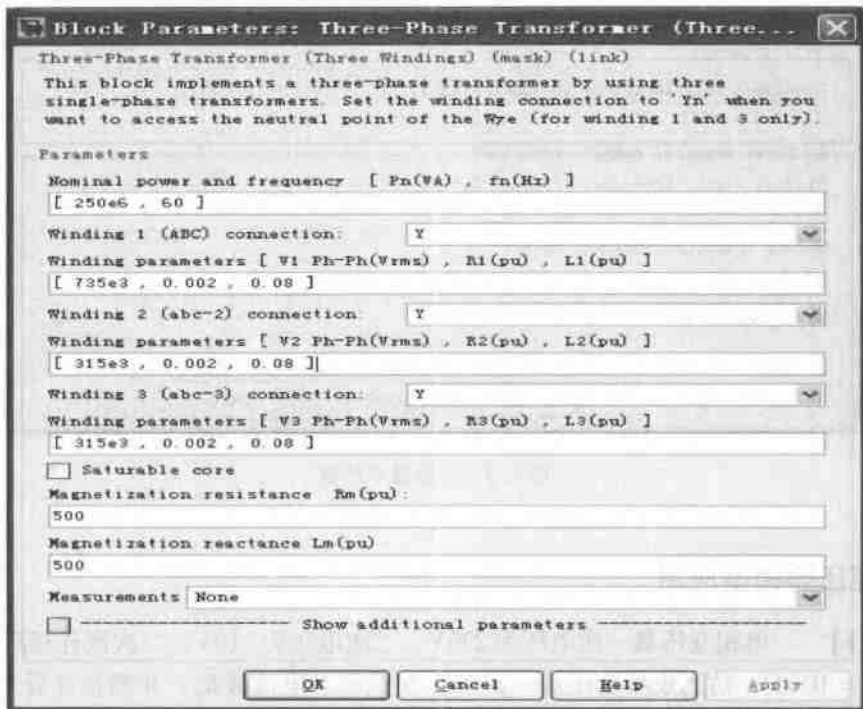 Block Parameters: Three-Phase Transformer (Three...
Three-Phase Transformer (Three Windings) (mask) (link)
This block implements a three-phase transformer by using three
single-phase transformers. Set the winding connection to 'Yn' when you
want to access the neutral point of the Wye (for winding 1 and 3 only).
Parameters
Nominal power and frequency [ Pn(VA) , fn(Hz) ]
[ 250e6 , 60 ]
Winding 1 (ABC) connection: Y
Winding parameters [ V1 Ph-Ph(Vrms) , R1(pu) , L1(pu) ]
[ 735e3 , 0.002 , 0.08 ]
Winding 2 (abc-2) connection: Y
Winding parameters [ V2 Ph-Ph(Vrms) , R2(pu) , L2(pu) ]
[ 315e3 , 0.002 , 0.08 ]
Winding 3 (abc-3) connection: Y
Winding parameters [ V3 Ph-Ph(Vrms) , R3(pu) , L3(pu) ]
[ 315e3 , 0.002 , 0.08 ]
Saturable core
Magnetization resistance Rm(pu):
500
Magnetization reactance Lm(pu)
500
Measurements None
Show additional parameters
OK Cancel Help Apply